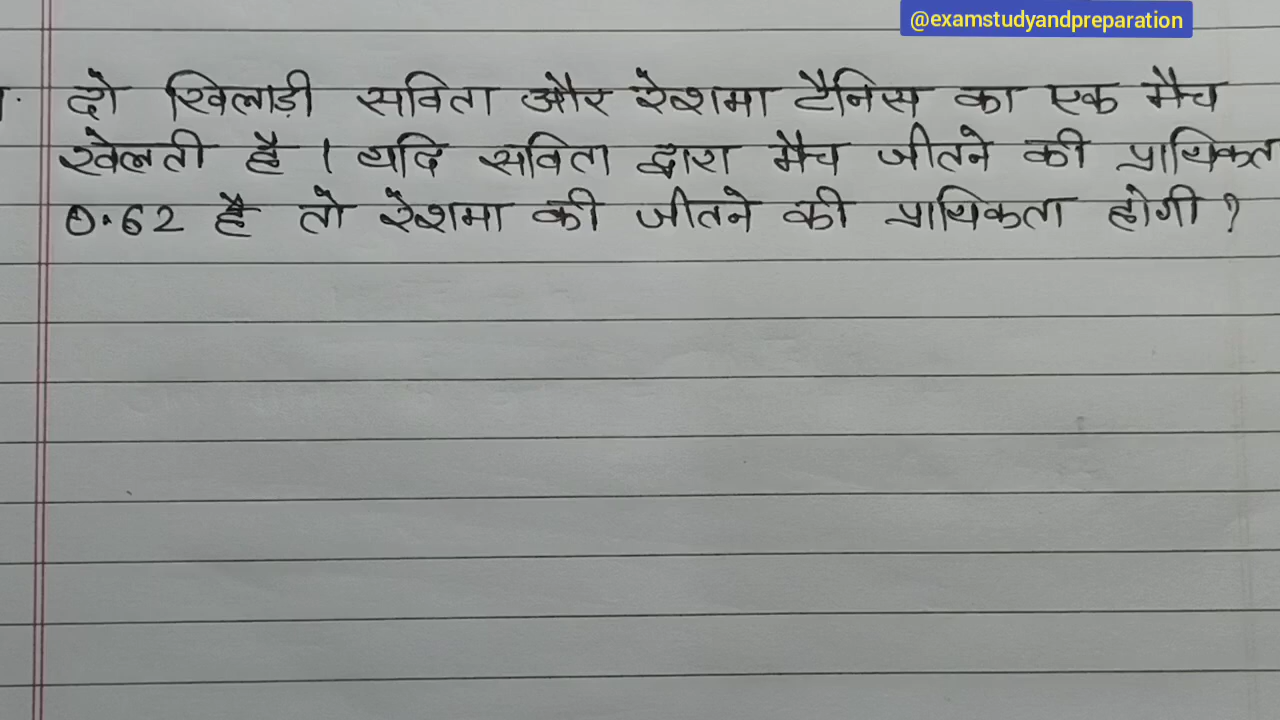 @examstudyandpreparation
दो खिलाड़ी सविता और रेशमा टैनिस का एक मैच
खेलती है । यदि सविता द्वारा मैच जीतने की प्रायिकत
0.62 है तो रेशमा की जीतने की प्रायिकता होगी ?